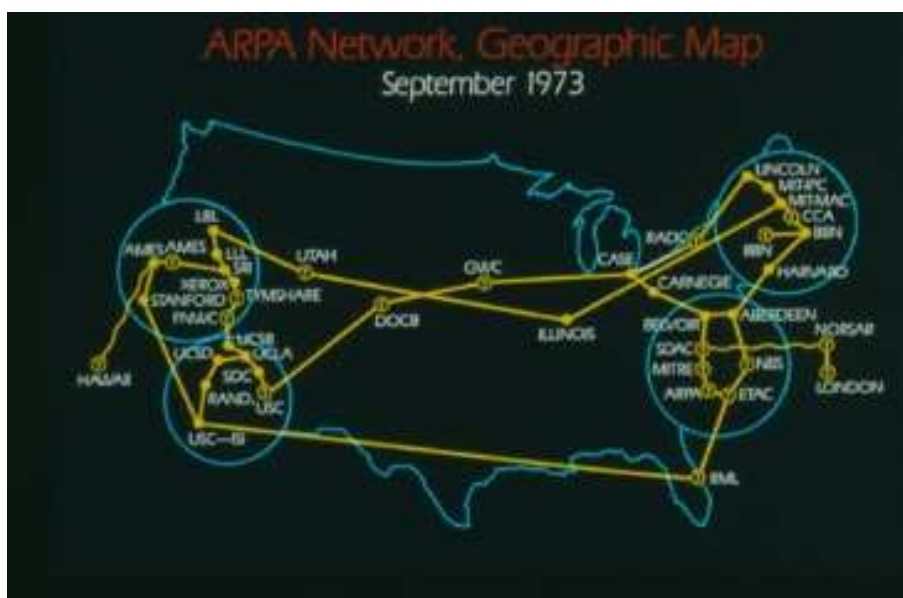 ARPA Network, Geographic Map
September 1973
LINCOLN
MIT-IPC
MIT-MAC
CCA
BBN
BBN
HARVARD
RADC
LBL
LLL
SRI
AMES AMES
XEROX
STANFORD
TYMSHARE
FNWC
UTAH
GWC
CASE
CARNEGIE
DOCB
ILLINOIS
ABERDEEN
NORSAR
SDAC
MITRE
NBS
ARPA
ETAC
LONDON
HAWAII
UCSB
UCSD
UCLA
SDC
RAND
USC
USC—ISI
RML